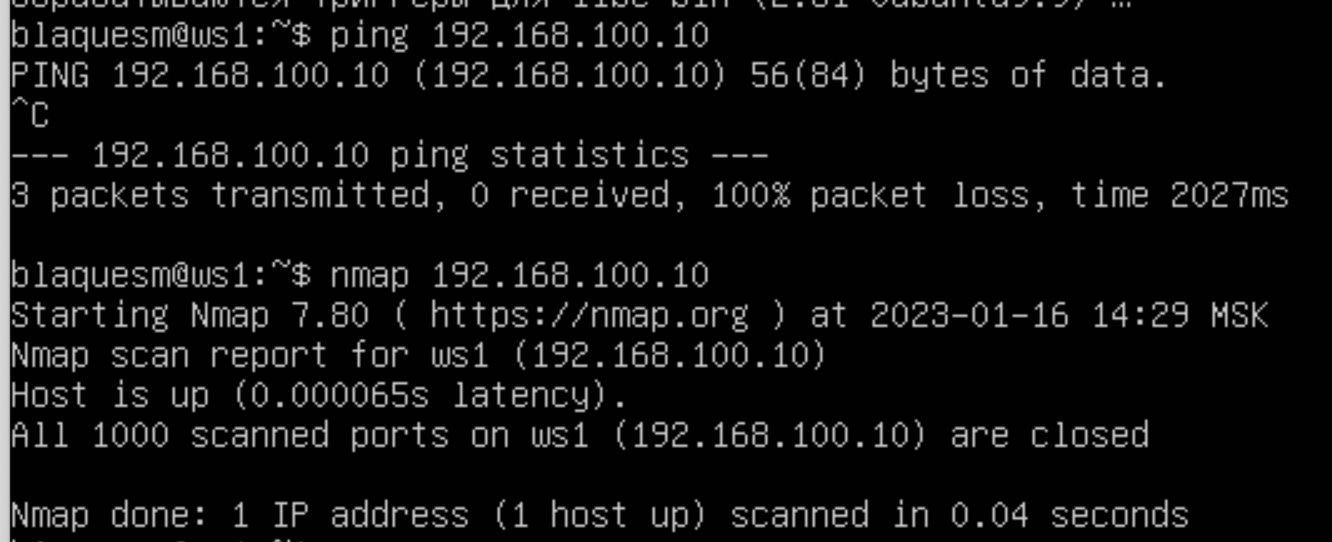 для
blaquesm@ws1:~$ ping 192.168.100.10
PING 192.168.100.10 (192.168.100.10) 56(84) bytes of data.
^C
--- 192.168.100.10 ping statistics ---
3 packets transmitted, 0 received, 100% packet loss, time 2027ms
blaquesm@ws1:~$ nmap 192.168.100.10
Starting Nmap 7.80 ( https://nmap.org ) at 2023-01-16 14:29 MSK
Nmap scan report for ws1 (192.168.100.10)
Host is up (0.000065s latency).
All 1000 scanned ports on ws1 (192.168.100.10) are closed
Nmap done: 1 IP address (1 host up) scanned in 0.04 seconds